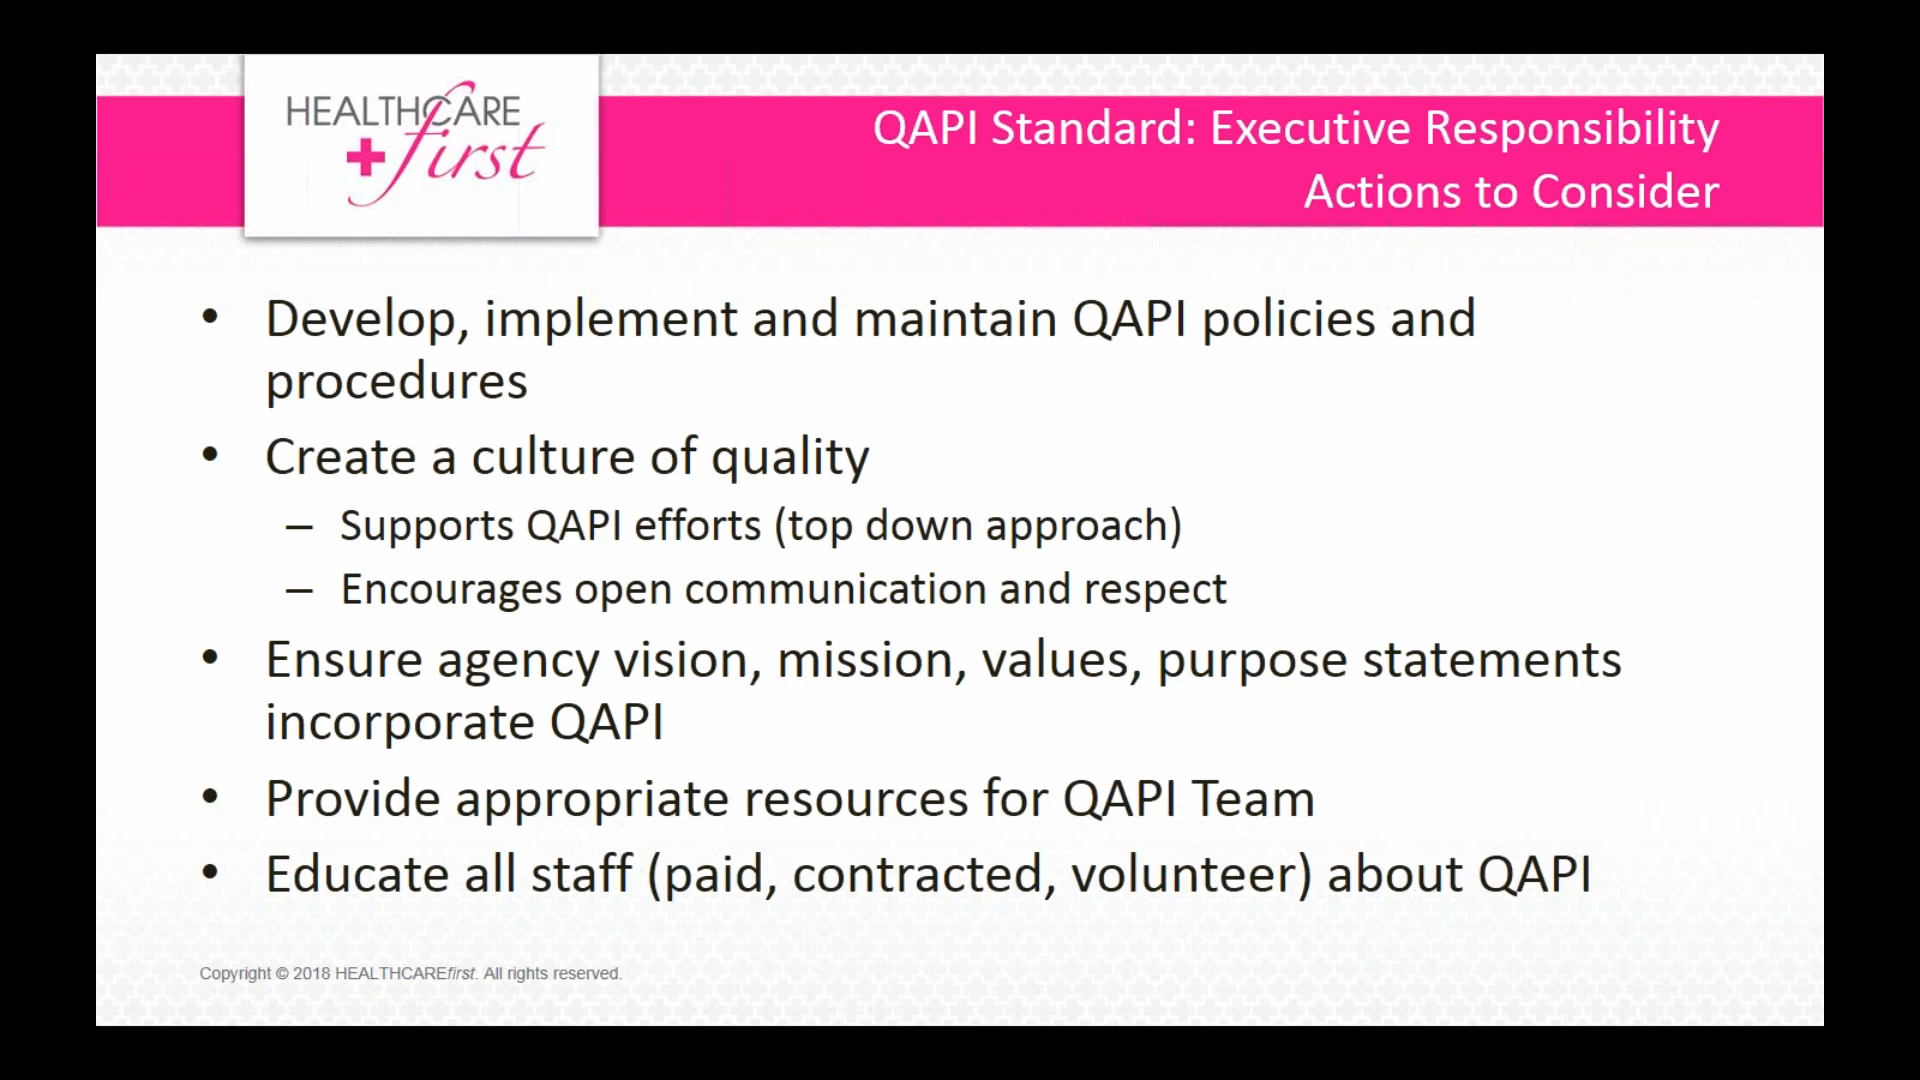 HEALTHCARE
+first
QAPI Standard: Executive Responsibility
Actions to Consider
• Develop, implement and maintain QAPI policies and
procedures
• Create a culture of quality
– Supports QAPI efforts (top down approach)
– Encourages open communication and respect
• Ensure agency vision, mission, values, purpose statements
incorporate QAPI
• Provide appropriate resources for QAPI Team
• Educate all staff (paid, contracted, volunteer) about QAPI
Copyright © 2018 HEALTHCAREfirst. All rights reserved.